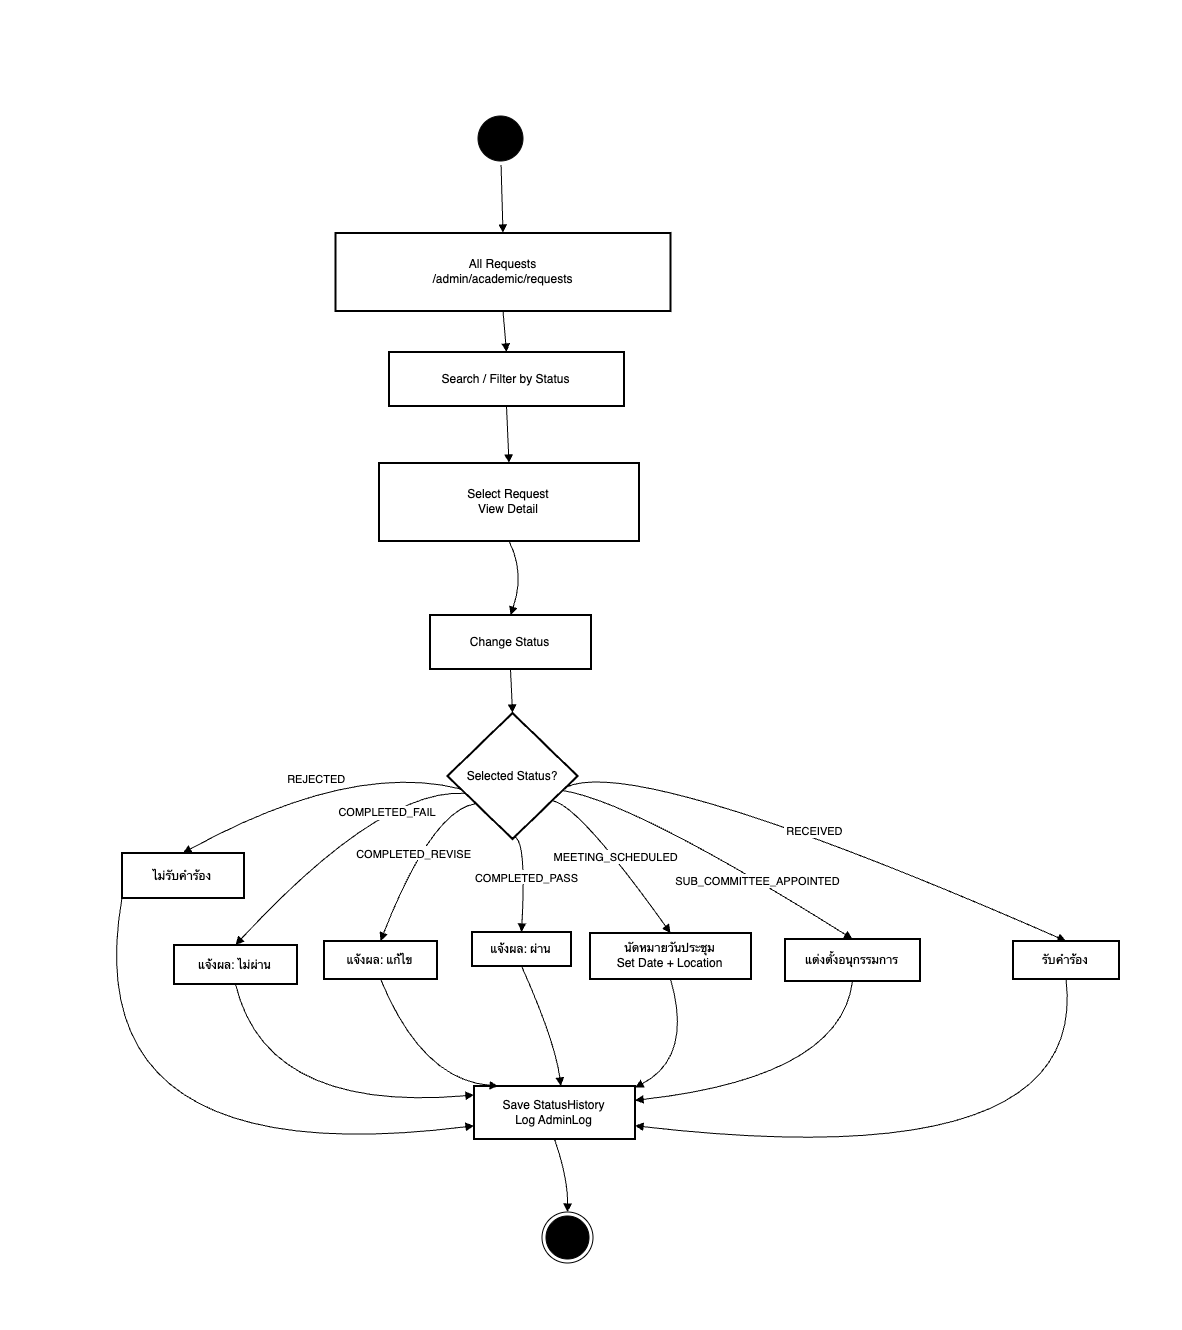 All Requests
/admin/academic/requests
Search / Filter by Status
Select Request
View Detail
Change Status
Selected Status?
REJECTED
COMPLETED_FAIL
COMPLETED_REVISE
COMPLETED_PASS
MEETING_SCHEDULED
SUB_COMMITTEE_APPOINTED
RECEIVED
ไม่รับคำร้อง
แจ้งผล: ไม่ผ่าน
แจ้งผล: แก้ไข
แจ้งผล: ผ่าน
นัดหมายวันประชุม
Set Date + Location
แต่งตั้งอนุกรรมการ
รับคำร้อง
Save StatusHistory
Log AdminLog